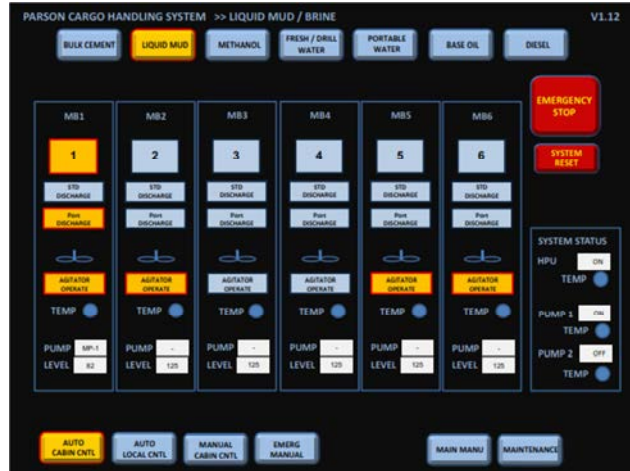 PARSON CARGO HANDLING SYSTEM >> LIQUID MUD / BRINE V1.12
BULK CEMENT
LIQUID MUD
METHANOL
FRESH / DRILL
WATER
PORTABLE
WATER
BASE OIL
DIESEL
EMERGENCY
STOP
SYSTEM
RESET
MB1 MB2 MB3 MB4 MB5 MB6
1 2 3 4 5 6
STD
DISCHARGE
STD
DISCHARGE
STD
DISCHARGE
STD
DISCHARGE
STD
DISCHARGE
STD
DISCHARGE
Port
DISCHARGE
Port
DISCHARGE
Port
DISCHARGE
Port
DISCHARGE
Port
DISCHARGE
Port
DISCHARGE
AGITATOR
OPERATE
AGITATOR
OPERATE
AGITATOR
OPERATE
AGITATOR
OPERATE
AGITATOR
OPERATE
AGITATOR
OPERATE
TEMP TEMP TEMP TEMP TEMP TEMP
PUMP MP-1 PUMP - PUMP - PUMP - PUMP - PUMP -
LEVEL 82 LEVEL 125 LEVEL 125 LEVEL 125 LEVEL 125 LEVEL 125
SYSTEM STATUS
HPU ON
TEMP
PUMP 1 ON
TEMP
PUMP 2 OFF
TEMP
AUTO
CABIN CNTL
AUTO
LOCAL CNTL
MANUAL
CABIN CNTL
EMERG
MANUAL
MAIN MANU
MAINTENANCE